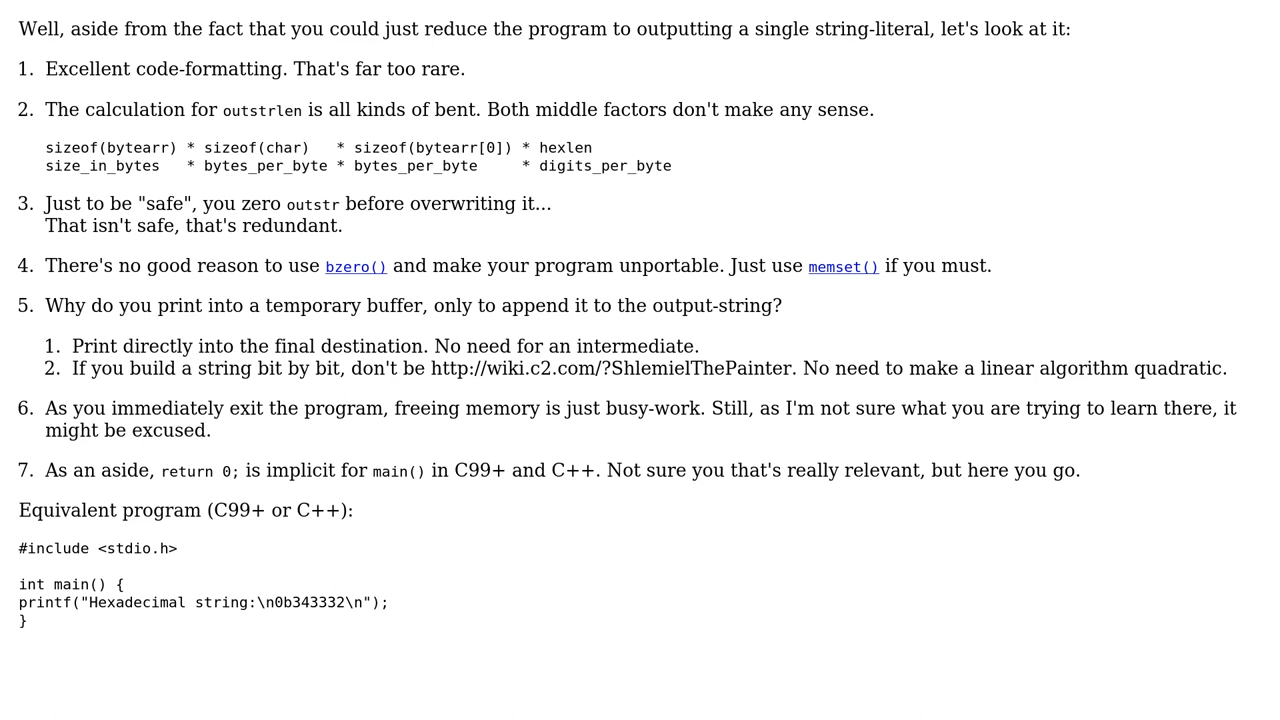 Well, aside from the fact that you could just reduce the program to outputting a single string-literal, let's look at it:
1. Excellent code-formatting. That's far too rare.
2. The calculation for outstrlen is all kinds of bent. Both middle factors don't make any sense.
sizeof(bytearr) * sizeof(char)   * sizeof(bytearr[0]) * hexlen
size_in_bytes   * bytes_per_byte * bytes_per_byte     * digits_per_byte
3. Just to be "safe", you zero outstr before overwriting it...
That isn't safe, that's redundant.
4. There's no good reason to use bzero() and make your program unportable. Just use memset() if you must.
5. Why do you print into a temporary buffer, only to append it to the output-string?
1. Print directly into the final destination. No need for an intermediate.
2. If you build a string bit by bit, don't be http://wiki.c2.com/?ShlemielThePainter. No need to make a linear algorithm quadratic.
6. As you immediately exit the program, freeing memory is just busy-work. Still, as I'm not sure what you are trying to learn there, it
might be excused.
7. As an aside, return 0; is implicit for main() in C99+ and C++. Not sure you that's really relevant, but here you go.
Equivalent program (C99+ or C++):
#include <stdio.h>
int main() {
printf("Hexadecimal string:\n0b343332\n");
}